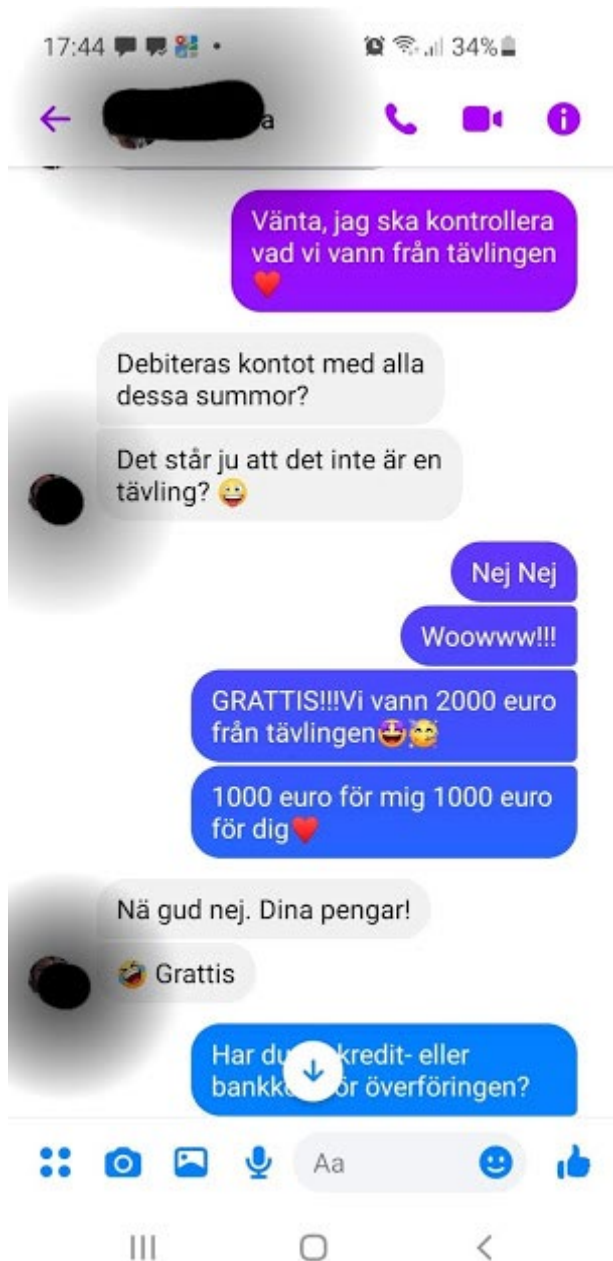 17:44
34%
a
Vänta, jag ska kontrollera
vad vi vann från tävlingen
❤️
Debiteras kontot med alla
dessa summor?
Det står ju att det inte är en
tävling? 😜
Nej Nej
Woowww!!!
GRATTIS!!!Vi vann 2000 euro
från tävlingen🤩🥳
1000 euro för mig 1000 euro
för dig❤️
Nä gud nej. Dina pengar!
🤣 Grattis
Har du kredit- eller
överföringen?
Aa